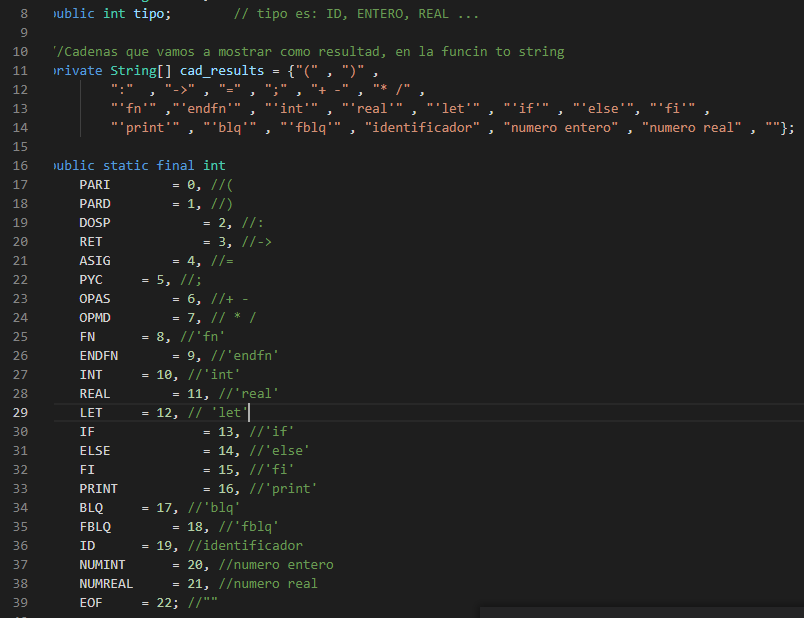 8 public int tipo; // tipo es: ID, ENTERO, REAL ...
9
10 //Cadenas que vamos a mostrar como resultad, en la funcin to string
11 private String[] cad_results = {"(" , ")" ,
12 ":" , "->" , "=" , ";" , "+ -" , "* /" ,
13 "'fn'" ,"'endfn'" , "'int'" , "'real'" , "'let'" , "'if'" , "'else'", "'fi'" ,
14 "'print'" , "'blq'" , "'fblq'" , "identificador" , "numero entero" , "numero real" , ""};
15
16 public static final int
17 PARI = 0, //(
18 PARD = 1, //)
19 DOSP = 2, //:
20 RET = 3, //->
21 ASIG = 4, //=
22 PYC = 5, //;
23 OPAS = 6, //+ -
24 OPMD = 7, // * /
25 FN = 8, //'fn'
26 ENDFN = 9, //'endfn'
27 INT = 10, //'int'
28 REAL = 11, //'real'
29 LET = 12, // 'let'
30 IF = 13, //'if'
31 ELSE = 14, //'else'
32 FI = 15, //'fi'
33 PRINT = 16, //'print'
34 BLQ = 17, //'blq'
35 FBLQ = 18, //'fblq'
36 ID = 19, //identificador
37 NUMINT = 20, //numero entero
38 NUMREAL = 21, //numero real
39 EOF = 22; //""